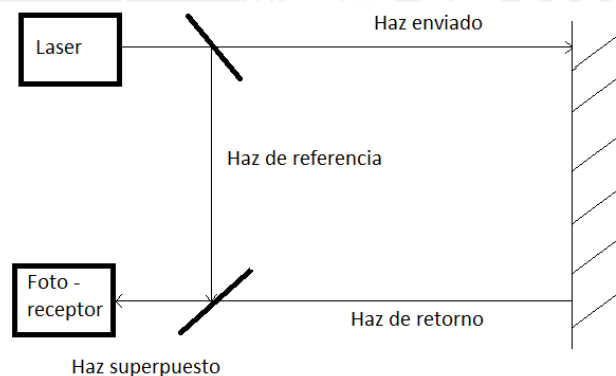 Haz enviado
Laser
Haz de referencia
Foto -
receptor
Haz de retorno
Haz superpuesto